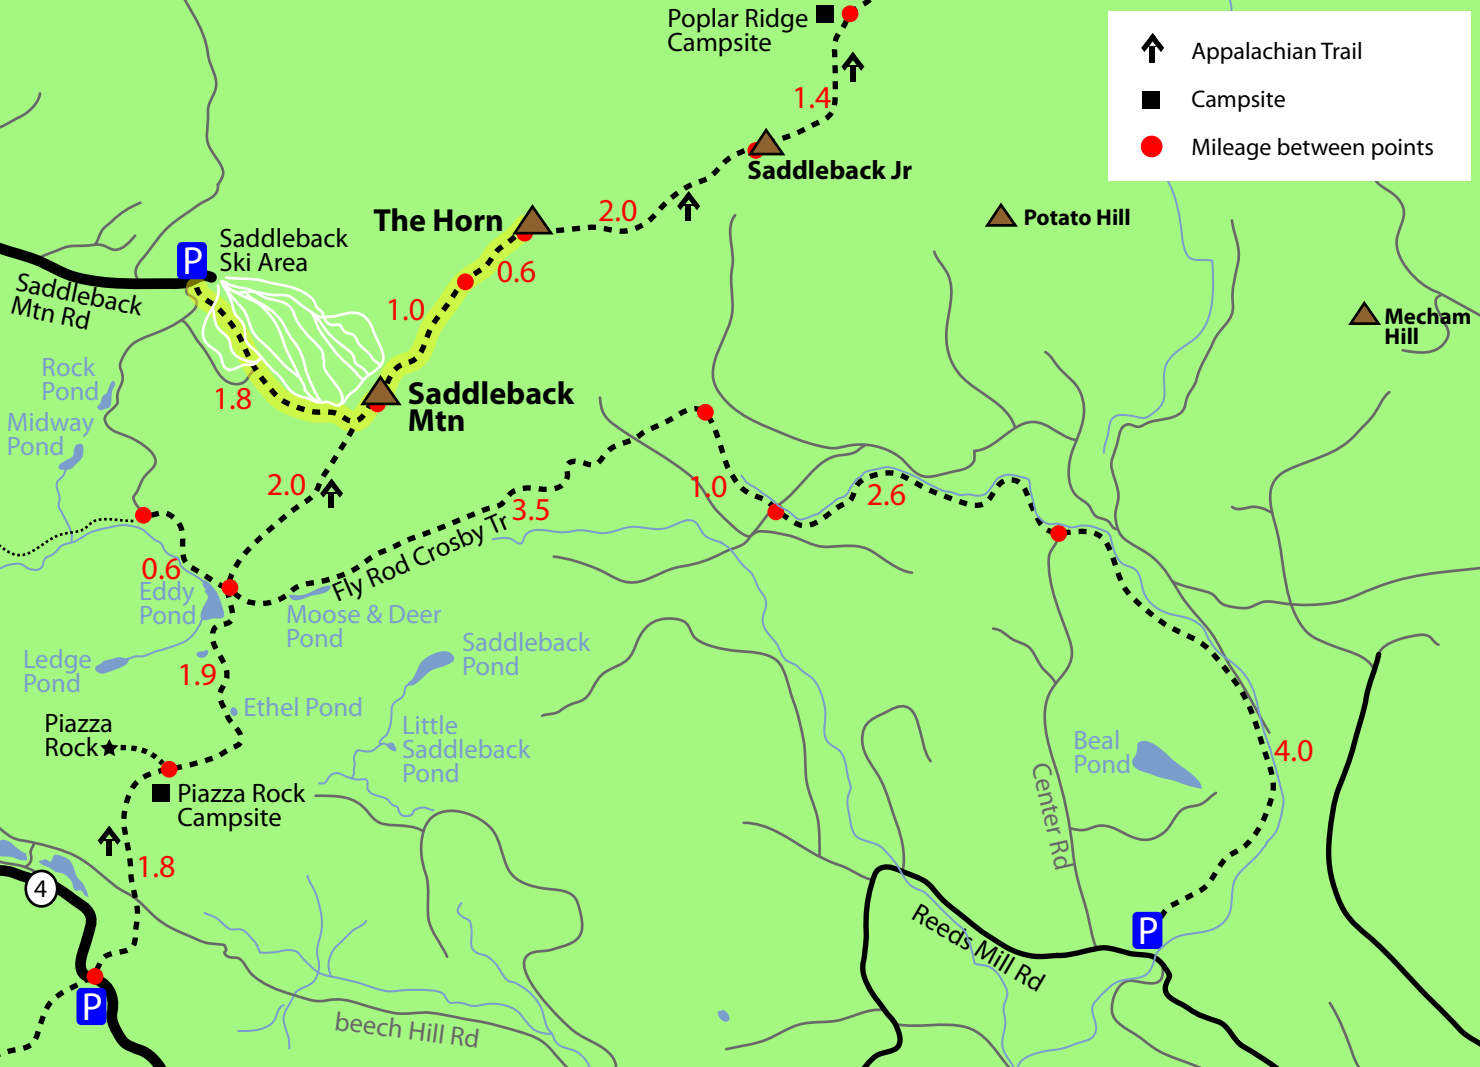 Poplar Ridge
Campsite
Appalachian Trail
Campsite
Mileage between points
1.4
Saddleback Jr
The Horn
2.0
Potato Hill
P
Saddleback
Ski Area
0.6
Saddleback
Mtn Rd
1.0
Mecham
Hill
Rock
Pond
1.8
Saddleback
Mtn
Midway
Pond
2.0
3.5
1.0
2.6
Fly Rod Crosby Tr
0.6
Eddy
Pond
Moose & Deer
Pond
Ledge
Pond
1.9
Saddleback
Pond
Ethel Pond
Piazza
Rock
Little
Saddleback
Pond
Beal
Pond
4.0
Piazza Rock
Campsite
Center Rd
1.8
4
P
Reeds Mill Rd
P
beech Hill Rd